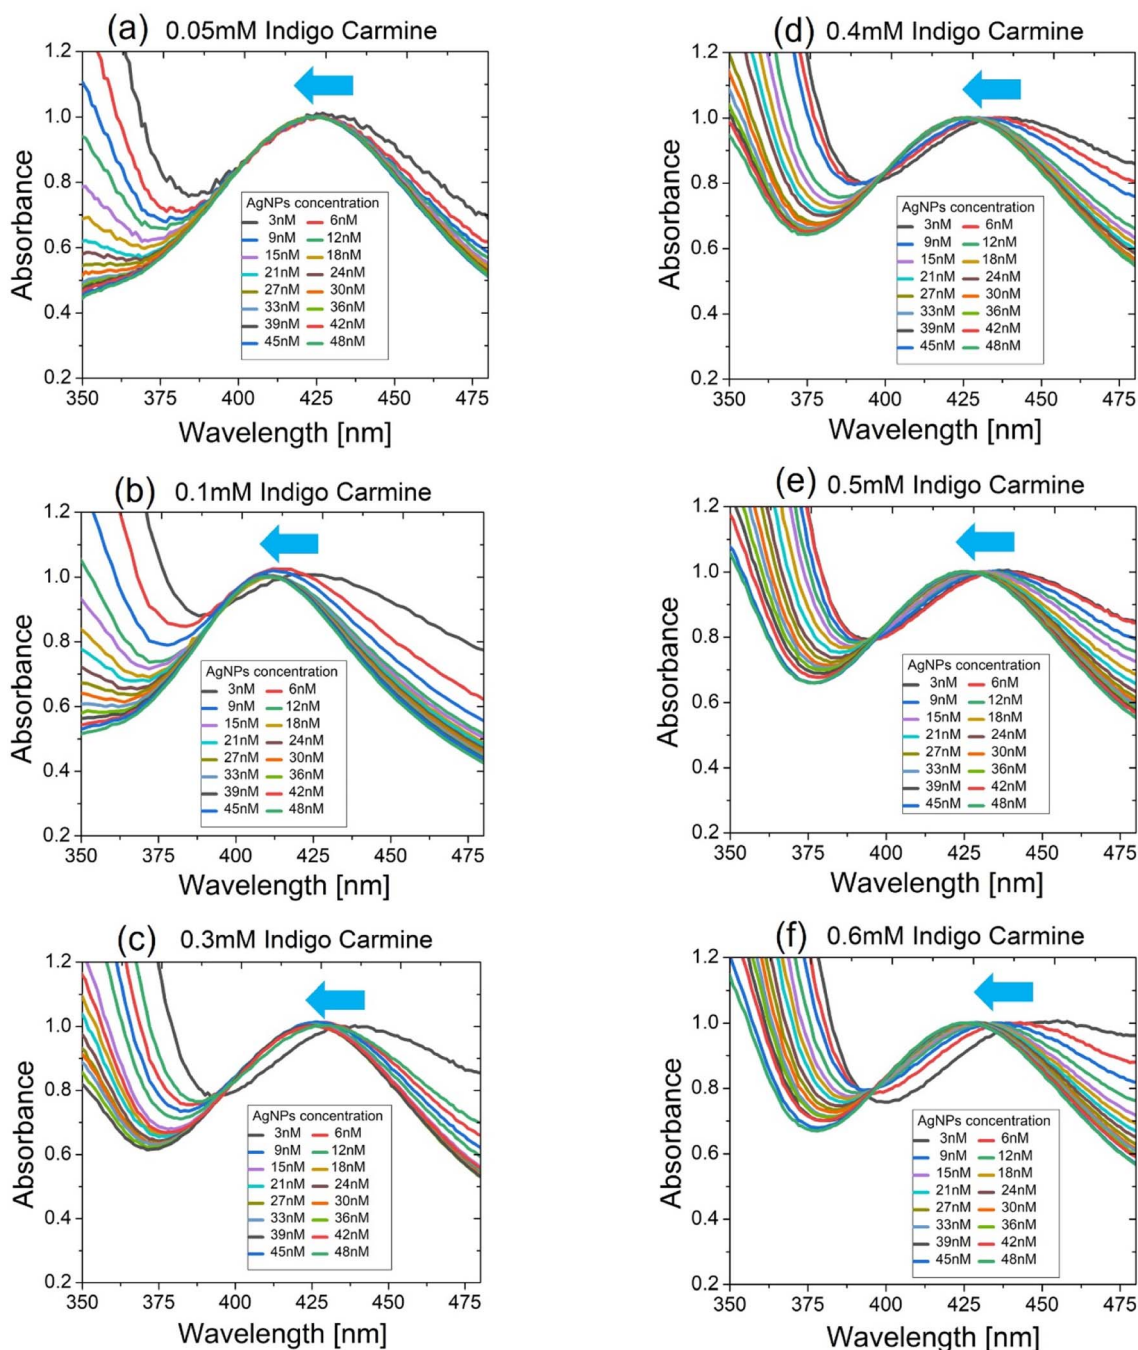 (a) 0.05mM Indigo Carmine
1.2
1.0
0.8
0.6
0.4
0.2
Absorbance
AgNPs concentration
3nM 6nM
9nM 12nM
15nM 18nM
21nM 24nM
27nM 30nM
33nM 36nM
39nM 42nM
45nM 48nM
350 375 400 425 450 475
Wavelength [nm]
(b) 0.1mM Indigo Carmine
1.2
1.0
0.8
0.6
0.4
0.2
Absorbance
AgNPs concentration
3nM 6nM
9nM 12nM
15nM 18nM
21nM 24nM
27nM 30nM
33nM 36nM
39nM 42nM
45nM 48nM
350 375 400 425 450 475
Wavelength [nm]
(c) 0.3mM Indigo Carmine
1.2
1.0
0.8
0.6
0.4
0.2
Absorbance
AgNPs concentration
3nM 6nM
9nM 12nM
15nM 18nM
21nM 24nM
27nM 30nM
33nM 36nM
39nM 42nM
45nM 48nM
350 375 400 425 450 475
Wavelength [nm]
(d) 0.4mM Indigo Carmine
1.2
1.0
0.8
0.6
0.4
0.2
Absorbance
AgNPs concentration
3nM 6nM
9nM 12nM
15nM 18nM
21nM 24nM
27nM 30nM
33nM 36nM
39nM 42nM
45nM 48nM
350 375 400 425 450 475
Wavelength [nm]
(e) 0.5mM Indigo Carmine
1.2
1.0
0.8
0.6
0.4
0.2
Absorbance
AgNPs concentration
3nM 6nM
9nM 12nM
15nM 18nM
21nM 24nM
27nM 30nM
33nM 36nM
39nM 42nM
45nM 48nM
350 375 400 425 450 475
Wavelength [nm]
(f) 0.6mM Indigo Carmine
1.2
1.0
0.8
0.6
0.4
0.2
Absorbance
AgNPs concentration
3nM 6nM
9nM 12nM
15nM 18nM
21nM 24nM
27nM 30nM
33nM 36nM
39nM 42nM
45nM 48nM
350 375 400 425 450 475
Wavelength [nm]